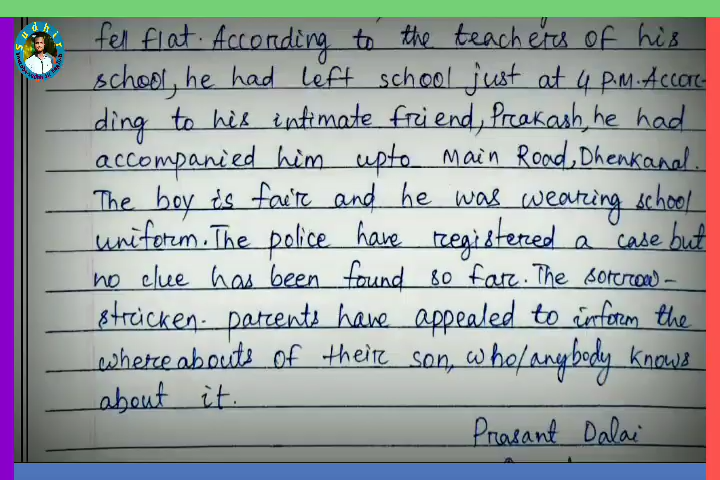 Sudhir
fell flat. According to the teachers of his
school, he had left school just at 4 P.M. Accor-
ding to his intimate friend, Prakash, he had
accompanied him upto Main Road, Dhenkanal.
The boy is fair and he was wearing school
uniform. The police have registered a case but
no clue has been found so far. The sorrow-
stricken. parents have appealed to inform the
whereabouts of their son, who/anybody knows
about it.
Prasant Dalai